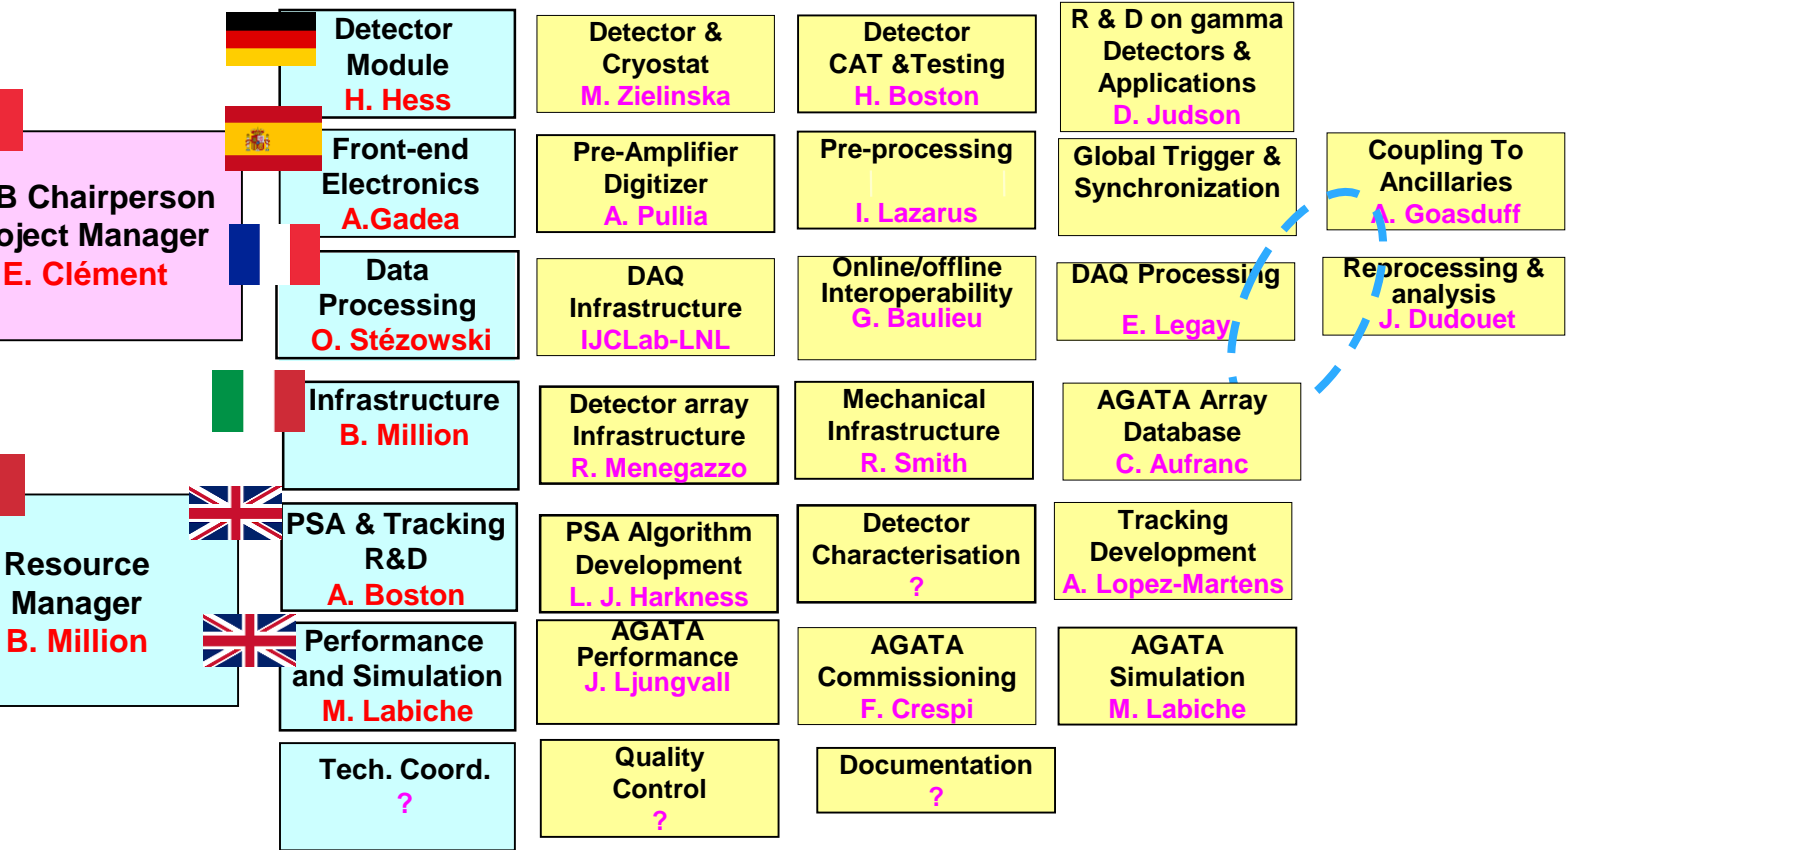 Detector
Module
H. Hess
Detector &
Cryostat
M. Zielinska
Detector
CAT &Testing
H. Boston
R & D on gamma
Detectors &
Applications
D. Judson
B Chairperson
oject Manager
E. Clément
Front-end
Electronics
A.Gadea
Pre-Amplifier
Digitizer
A. Pullia
Pre-processing
I. Lazarus
Global Trigger &
Synchronization
Coupling To
Ancillaries
A. Goasduff
Data
Processing
O. Stézowski
DAQ
Infrastructure
IJCLab-LNL
Online/offline
Interoperability
G. Baulieu
DAQ Processing
E. Legay
Reprocessing &
analysis
J. Dudouet
Infrastructure
B. Million
Detector array
Infrastructure
R. Menegazzo
Mechanical
Infrastructure
R. Smith
AGATA Array
Database
C. Aufranc
Resource
Manager
B. Million
PSA & Tracking
R&D
A. Boston
PSA Algorithm
Development
L. J. Harkness
Detector
Characterisation
?
Tracking
Development
A. Lopez-Martens
Performance
and Simulation
M. Labiche
AGATA
Performance
J. Ljungvall
AGATA
Commissioning
F. Crespi
AGATA
Simulation
M. Labiche
Tech. Coord.
?
Quality
Control
?
Documentation
?